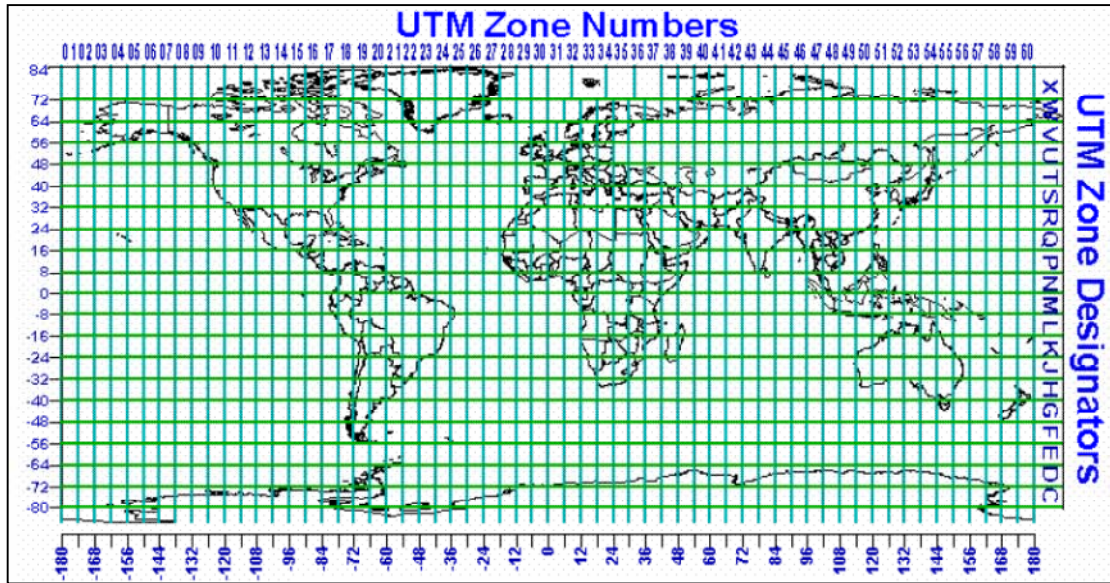 UTM Zone Numbers
01 02 03 04 05 06 07 08 09 10 11 12 13 14 15 16 17 18 19 20 21 22 23 24 25 26 27 28 29 30 31 32 33 34 35 36 37 38 39 40 41 42 43 44 45 46 47 48 49 50 51 52 53 54 55 56 57 58 59 60
84
72
64
56
48
40
32
24
16
8
0
-8
-16
-24
-32
-40
-48
-56
-64
-72
-80
X
W
V
U
T
S
R
Q
P
N
M
L
K
J
H
G
F
E
D
C
UTM Zone Designators
-180 -168 -156 -144 -132 -120 -108 -96 -84 -72 -60 -48 -36 -24 -12 0 12 24 36 48 60 72 84 96 108 120 132 144 156 168 180